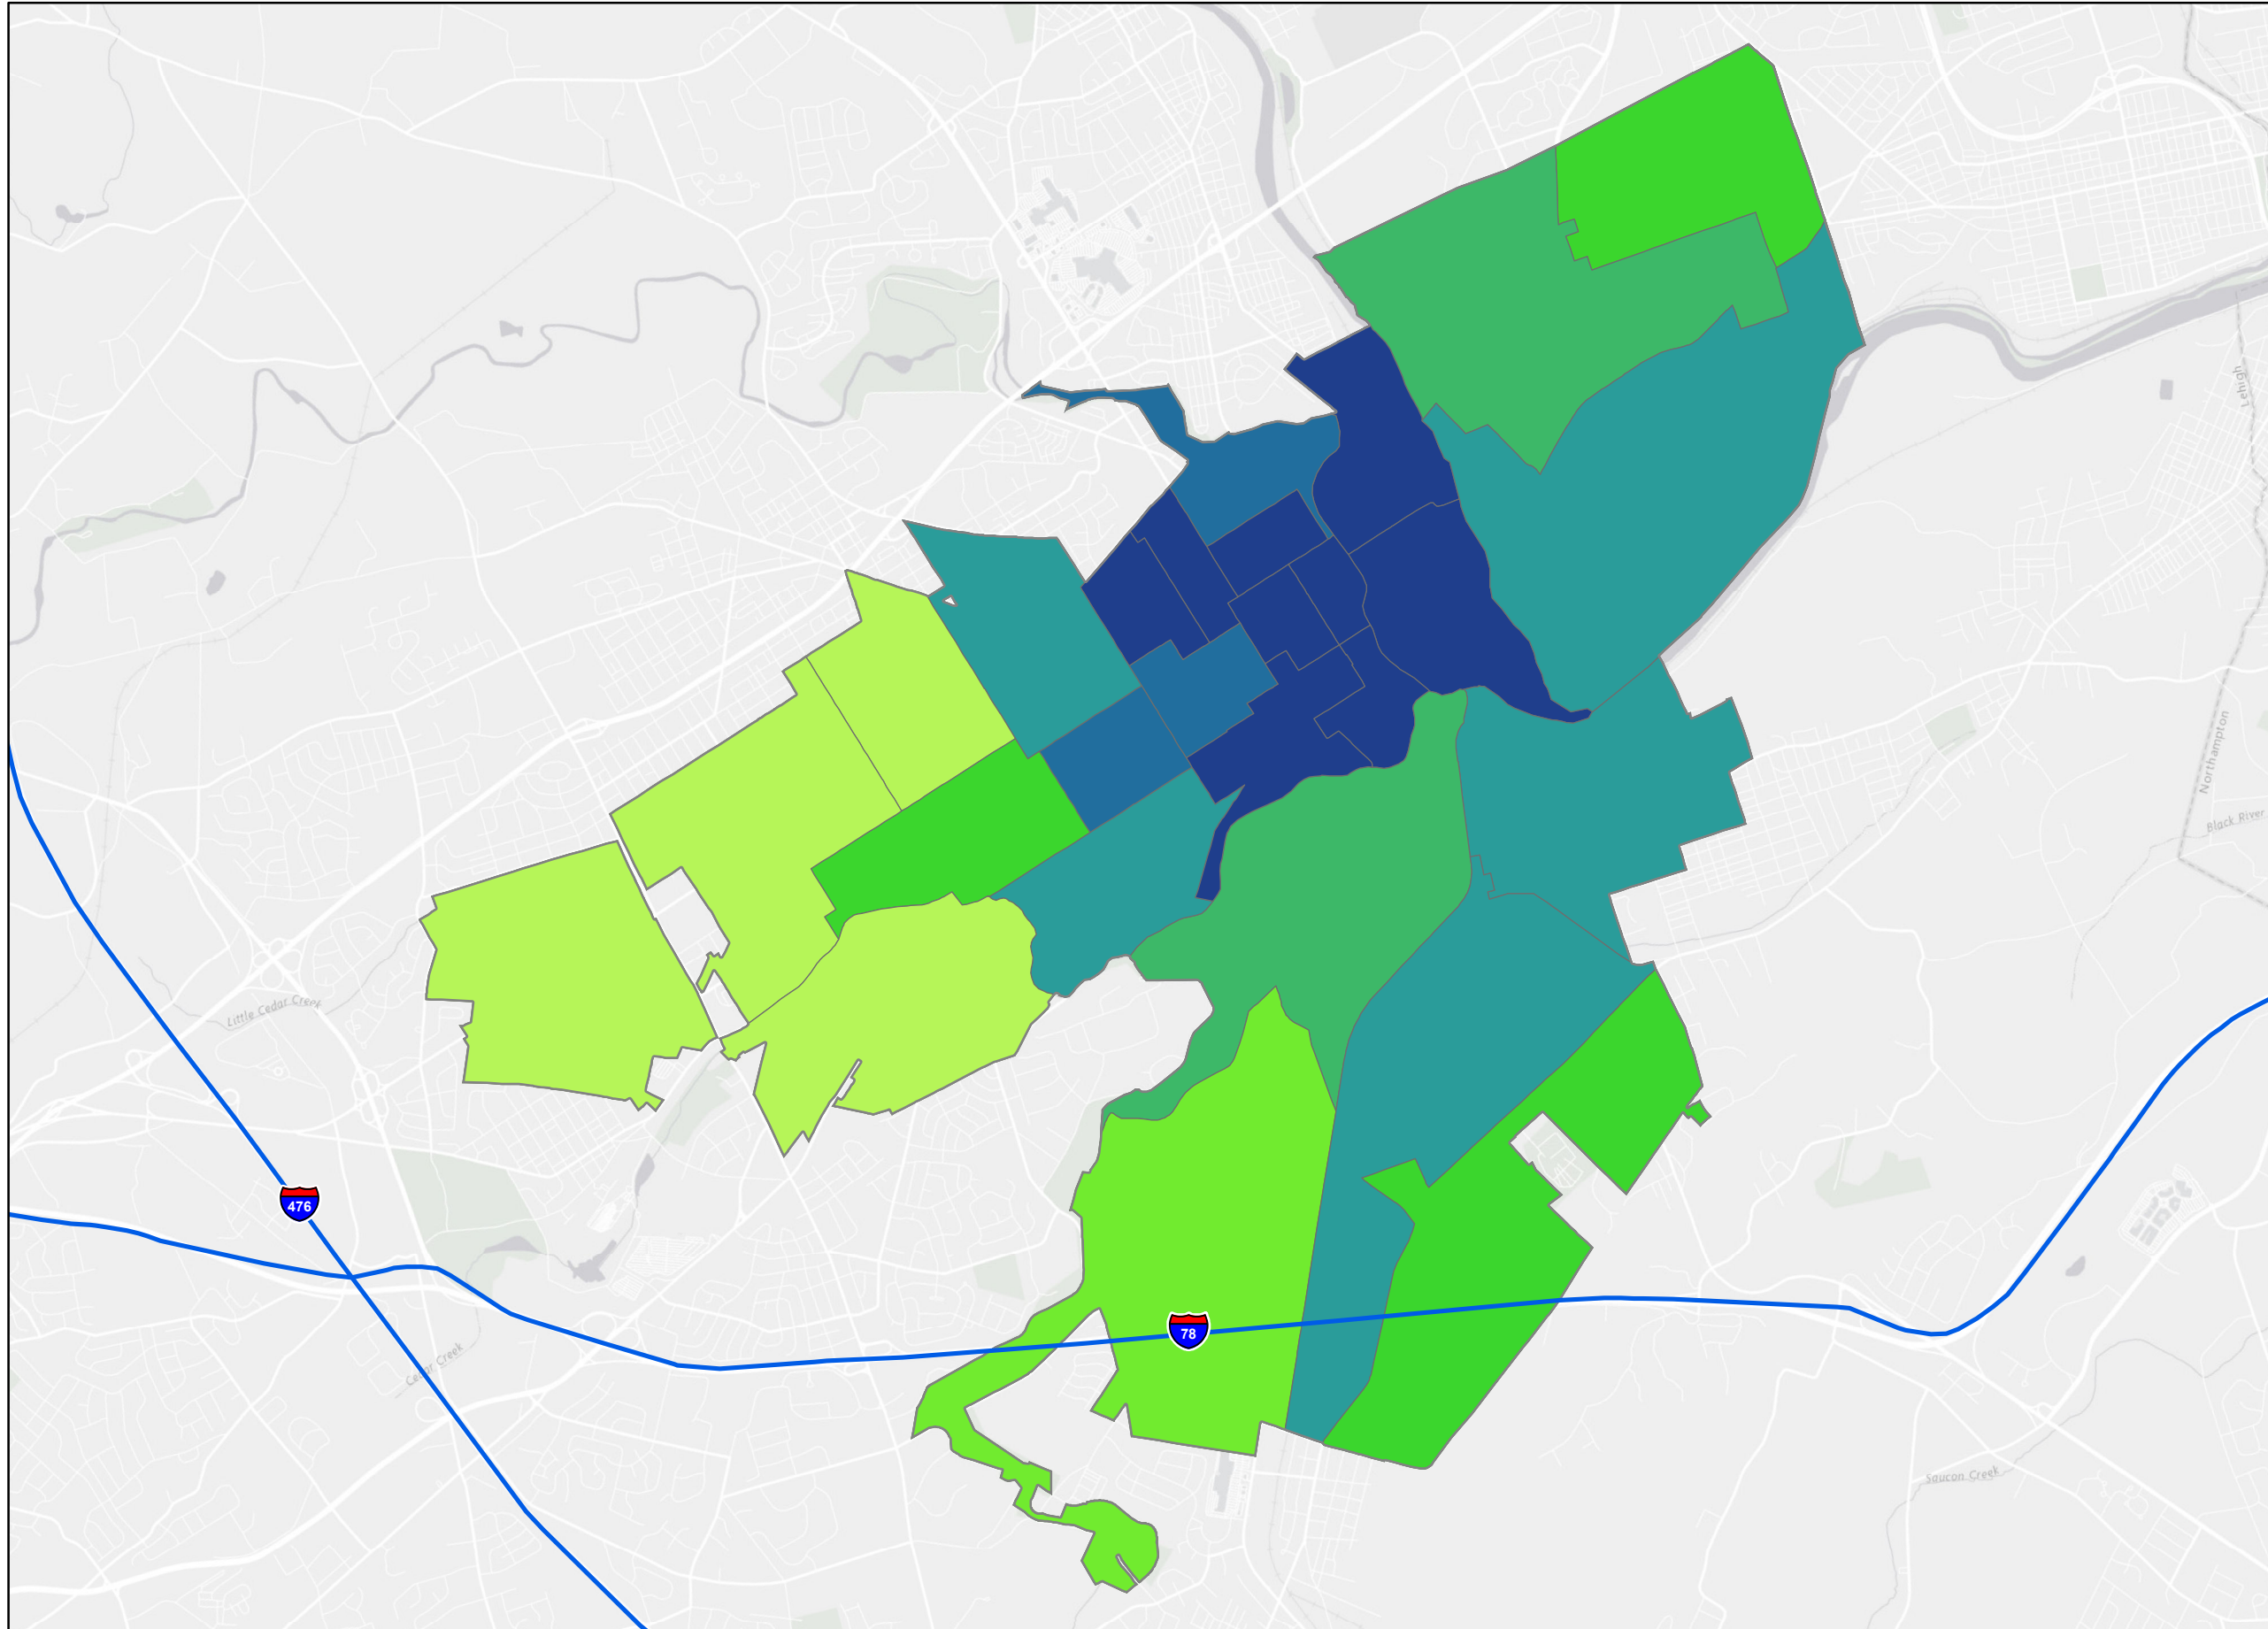 Lehigh
Northampton
Black River
Little Cedar Creek
476
78
Cedar Creek
Saucon Creek